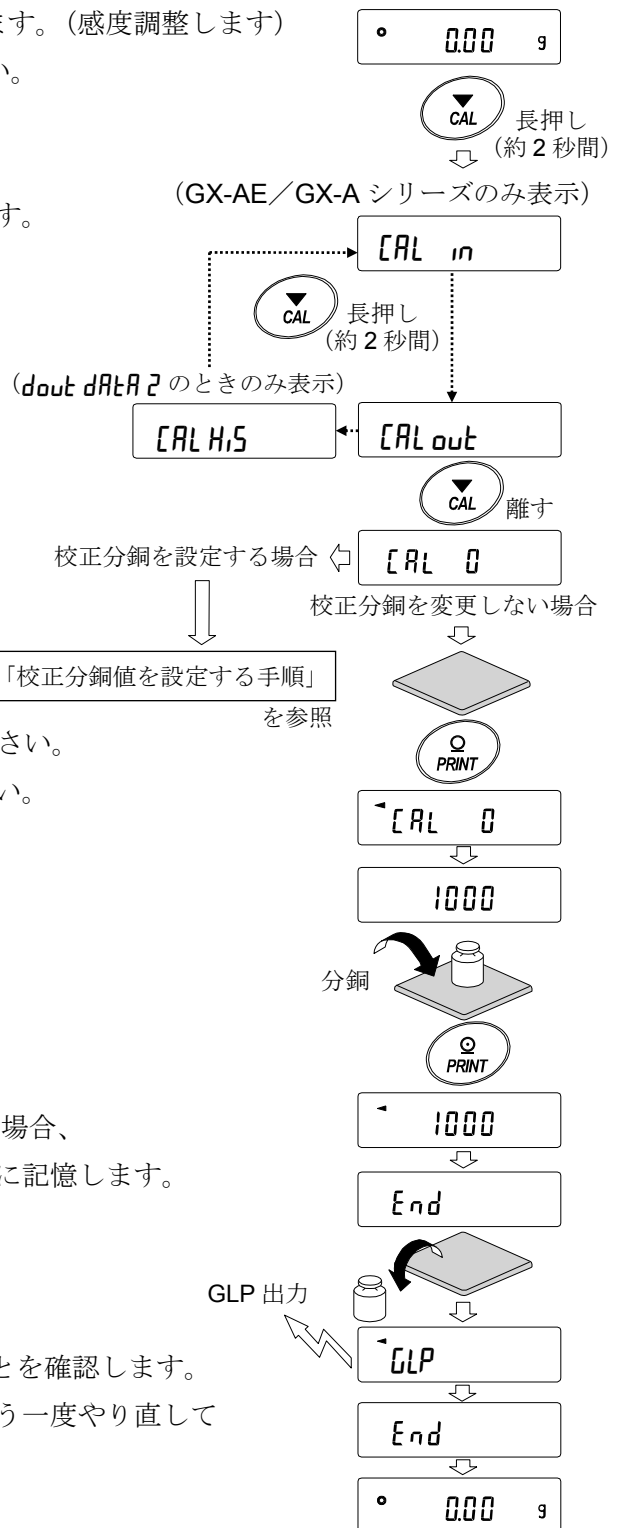 ます。(感度調整します)
い。
0.00 g
CAL
長押し
(約 2 秒間)
(GX-AE／GX-A シリーズのみ表示)
す。
CAL in
CAL
長押し
(約 2 秒間)
(dout dAtA 2 のときのみ表示)
CAL HiS
CAL out
CAL
離す
校正分銅を設定する場合
CAL 0
校正分銅を変更しない場合
「校正分銅値を設定する手順」
を参照
さい。
い。
PRINT
CAL 0
1000
分銅
PRINT
場合、
1000
に記憶します。
End
GLP 出力
とを確認します。
GLP
う一度やり直して
End
0.00 g